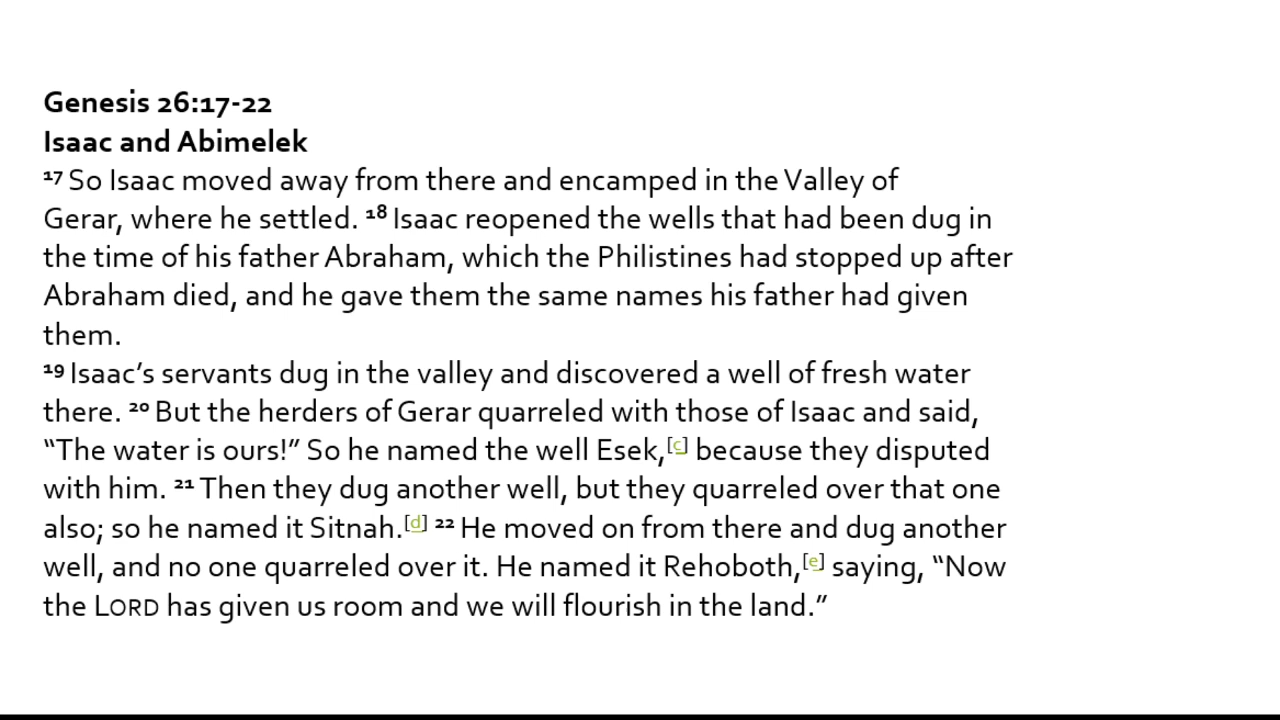 Genesis 26:17-22
Isaac and Abimelek
17 So Isaac moved away from there and encamped in the Valley of
Gerar, where he settled. 18 Isaac reopened the wells that had been dug in
the time of his father Abraham, which the Philistines had stopped up after
Abraham died, and he gave them the same names his father had given
them.
19 Isaac’s servants dug in the valley and discovered a well of fresh water
there. 20 But the herders of Gerar quarreled with those of Isaac and said,
“The water is ours!” So he named the well Esek,[c] because they disputed
with him. 21 Then they dug another well, but they quarreled over that one
also; so he named it Sitnah.[d] 22 He moved on from there and dug another
well, and no one quarreled over it. He named it Rehoboth,[e] saying, “Now
the LORD has given us room and we will flourish in the land.”